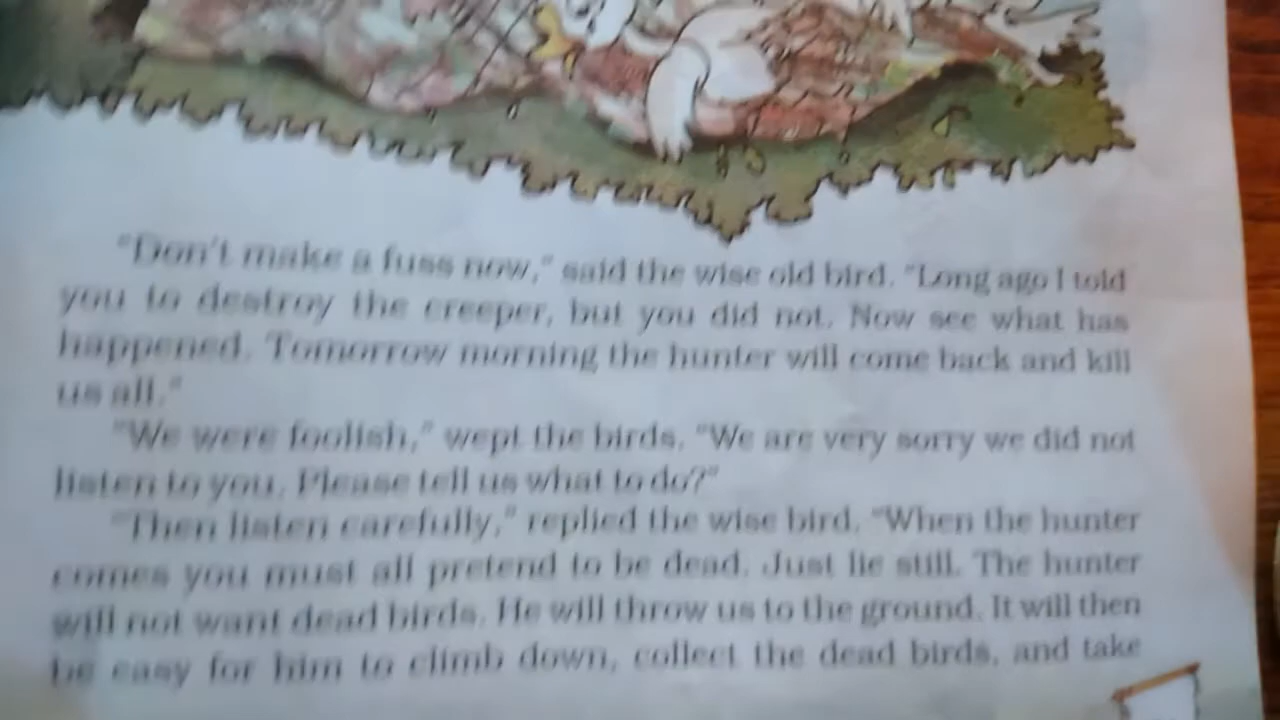 "Don't make a fuss now," said the wise old bird. "Long ago I told
you to destroy the creeper, but you did not. Now see what has
happened. Tomorrow morning the hunter will come back and kill
us all."
"We were foolish," wept the birds. "We are very sorry we did not
listen to you. Please tell us what to do?"
"Then listen carefully," replied the wise bird. "When the hunter
comes you must all pretend to be dead. Just lie still. The hunter
will not want dead birds. He will throw us to the ground. It will then
be easy for him to climb down, collect the dead birds, and take